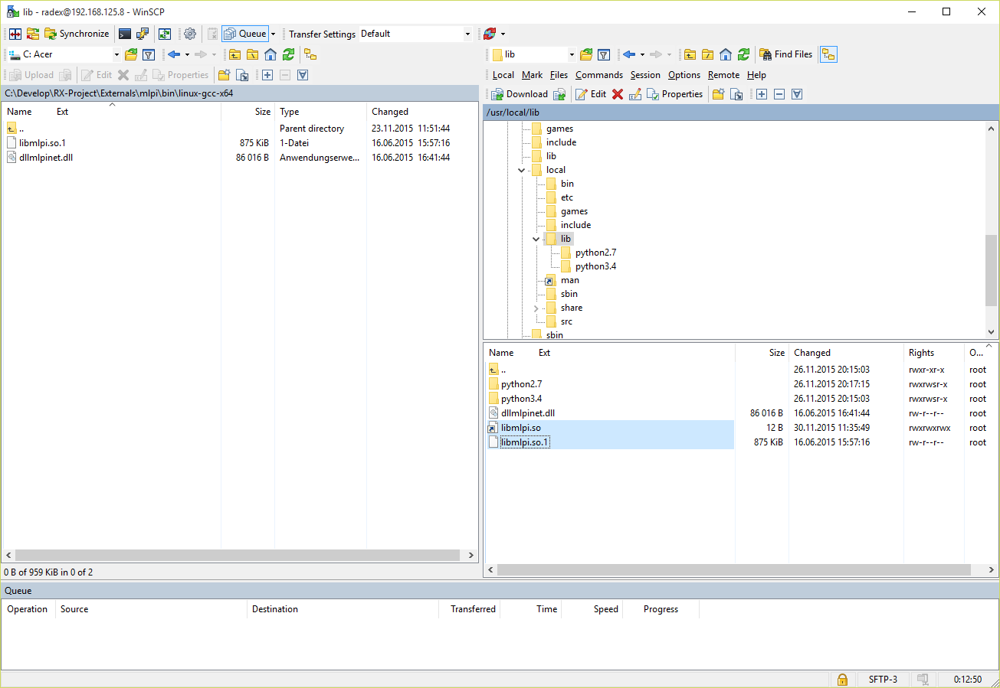 lib - radex@192.168.125.8 - WinSCP
Synchronize Queue Transfer Settings Default
C: Acer
Upload Edit Properties
C:\Develop\RX-Project\Externals\mlpi\bin\linux-gcc-x64
Name Ext Size Type Changed
.. Parent directory 23.11.2015 11:51:44
libmlpi.so.1 875 KiB 1-Datei 16.06.2015 15:57:16
dllmlpinet.dll 86 016 B Anwendungserwe... 16.06.2015 16:41:44
0 B of 959 KiB in 0 of 2
lib Find Files
Local Mark Files Commands Session Options Remote Help
Download Edit Properties
/usr/local/lib
games
include
lib
local
bin
etc
games
include
lib
python2.7
python3.4
man
sbin
share
src
sbin
Name Ext Size Changed Rights O...
.. 26.11.2015 20:15:03 rwxr-xr-x root
python2.7 26.11.2015 20:17:15 rwxrwsr-x root
python3.4 26.11.2015 20:15:03 rwxrwsr-x root
dllmlpinet.dll 86 016 B 16.06.2015 16:41:44 rw-r--r-- root
libmlpi.so 12 B 30.11.2015 11:35:49 rwxrwxrwx root
libmlpi.so.1 875 KiB 16.06.2015 15:57:16 rw-r--r-- root
Queue
Operation Source Destination Transferred Time Speed Progress
SFTP-3 0:12:50